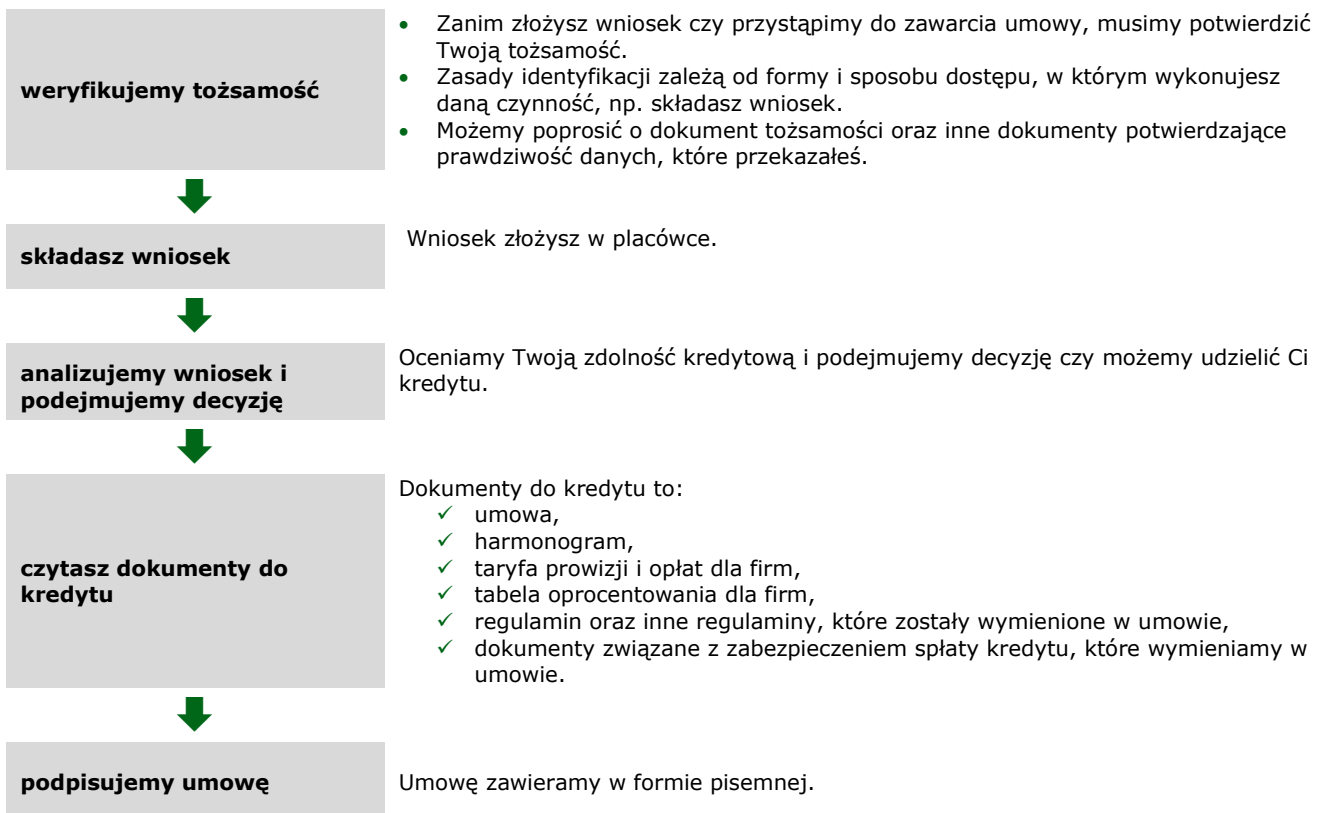 weryfikujemy tożsamość
• Zanim złożysz wniosek czy przystąpimy do zawarcia umowy, musimy potwierdzić
Twoją tożsamość.
• Zasady identyfikacji zależą od formy i sposobu dostępu, w którym wykonujesz
daną czynność, np. składasz wniosek.
• Możemy poprosić o dokument tożsamości oraz inne dokumenty potwierdzające
prawdziwość danych, które przekazałeś.
składasz wniosek
Wniosek złożysz w placówce.
analizujemy wniosek i
podejmujemy decyzję
Oceniamy Twoją zdolność kredytową i podejmujemy decyzję czy możemy udzielić Ci
kredytu.
czytasz dokumenty do
kredytu
Dokumenty do kredytu to:
✓ umowa,
✓ harmonogram,
✓ taryfa prowizji i opłat dla firm,
✓ tabela oprocentowania dla firm,
✓ regulamin oraz inne regulaminy, które zostały wymienione w umowie,
✓ dokumenty związane z zabezpieczeniem spłaty kredytu, które wymieniamy w
umowie.
podpisujemy umowę
Umowę zawieramy w formie pisemnej.